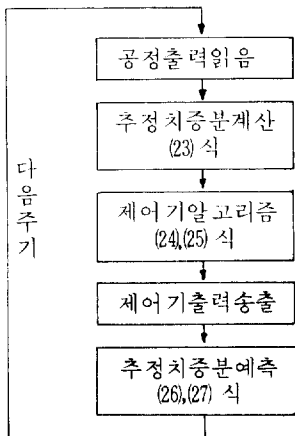 공정출력읽음
추정치증분계산
(23) 식
제어기알고리즘
(24),(25) 식
제어기출력송출
추정치증분예측
(26),(27) 식
다음주기